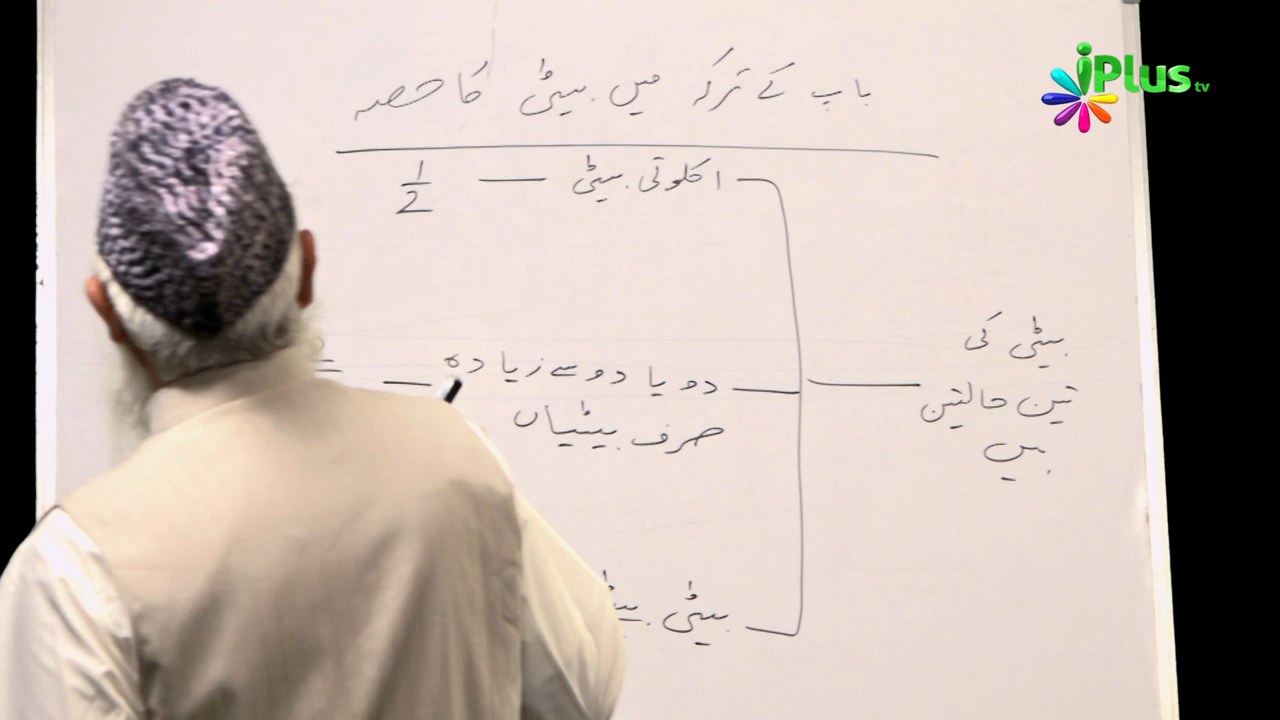 باپ کے ترکہ میں بیٹی کا حصہ
اکلوتی بیٹی — 1/2
بیٹی کی
تین حالتیں
ہیں
دو یا دو سے زیادہ —
صرف بیٹیاں
بیٹی
iPlus tv